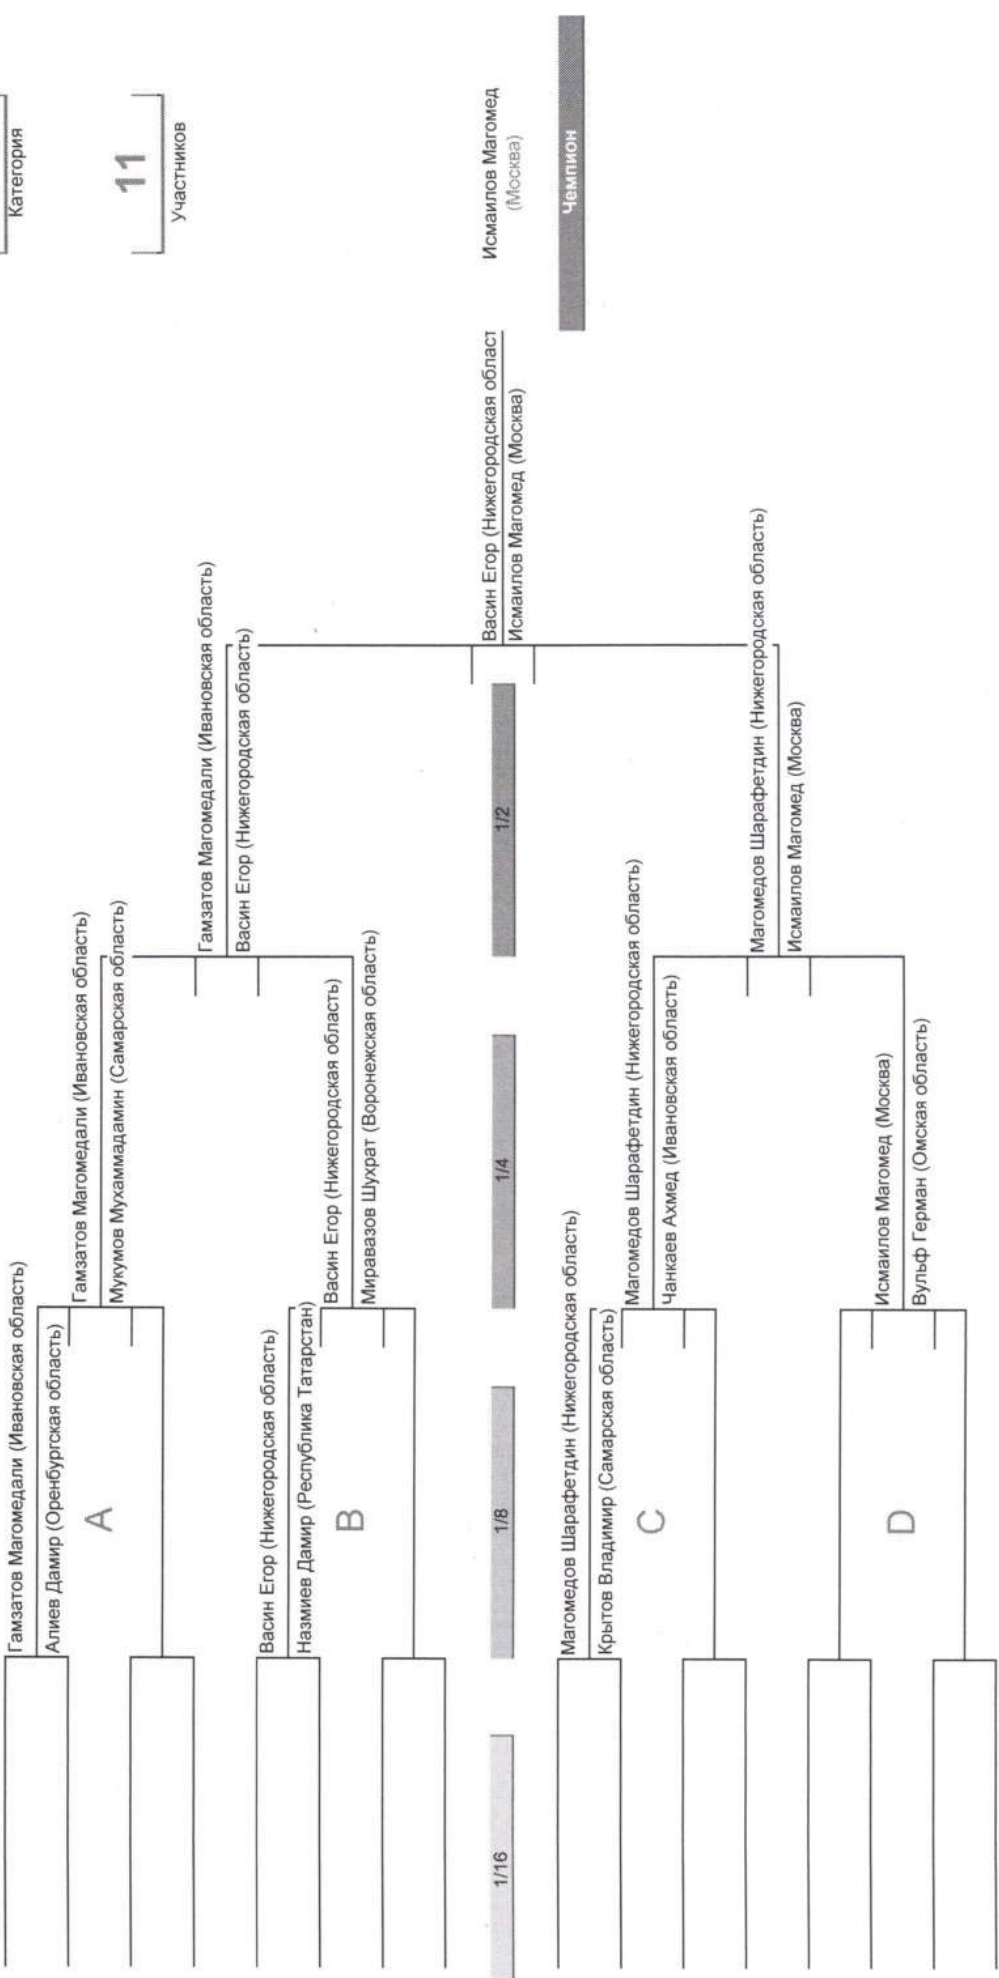 Категория
11
Участников
Гамзатов Магомедали (Ивановская область)
Алиев Дамир (Оренбургская область)
A
Васин Егор (Нижегородская область)
Назмиев Дамир (Республика Татарстан)
B
Магомедов Шарафетдин (Нижегородская область)
Крытов Владимир (Самарская область)
C
D
Гамзатов Магомедали (Ивановская область)
Мукумов Мухаммадамин (Самарская область)
Васин Егор (Нижегородская область)
Миравазов Шухрат (Воронежская область)
Магомедов Шарафетдин (Нижегородская область)
Чанкаев Ахмед (Ивановская область)
Исмаилов Магомед (Москва)
Вульф Герман (Омская область)
Гамзатов Магомедали (Ивановская область)
Васин Егор (Нижегородская область)
Магомедов Шарафетдин (Нижегородская область)
Исмаилов Магомед (Москва)
Васин Егор (Нижегородская област
Исмаилов Магомед (Москва)
Исмаилов Магомед
(Москва)
Чемпион
1/16
1/8
1/4
1/2